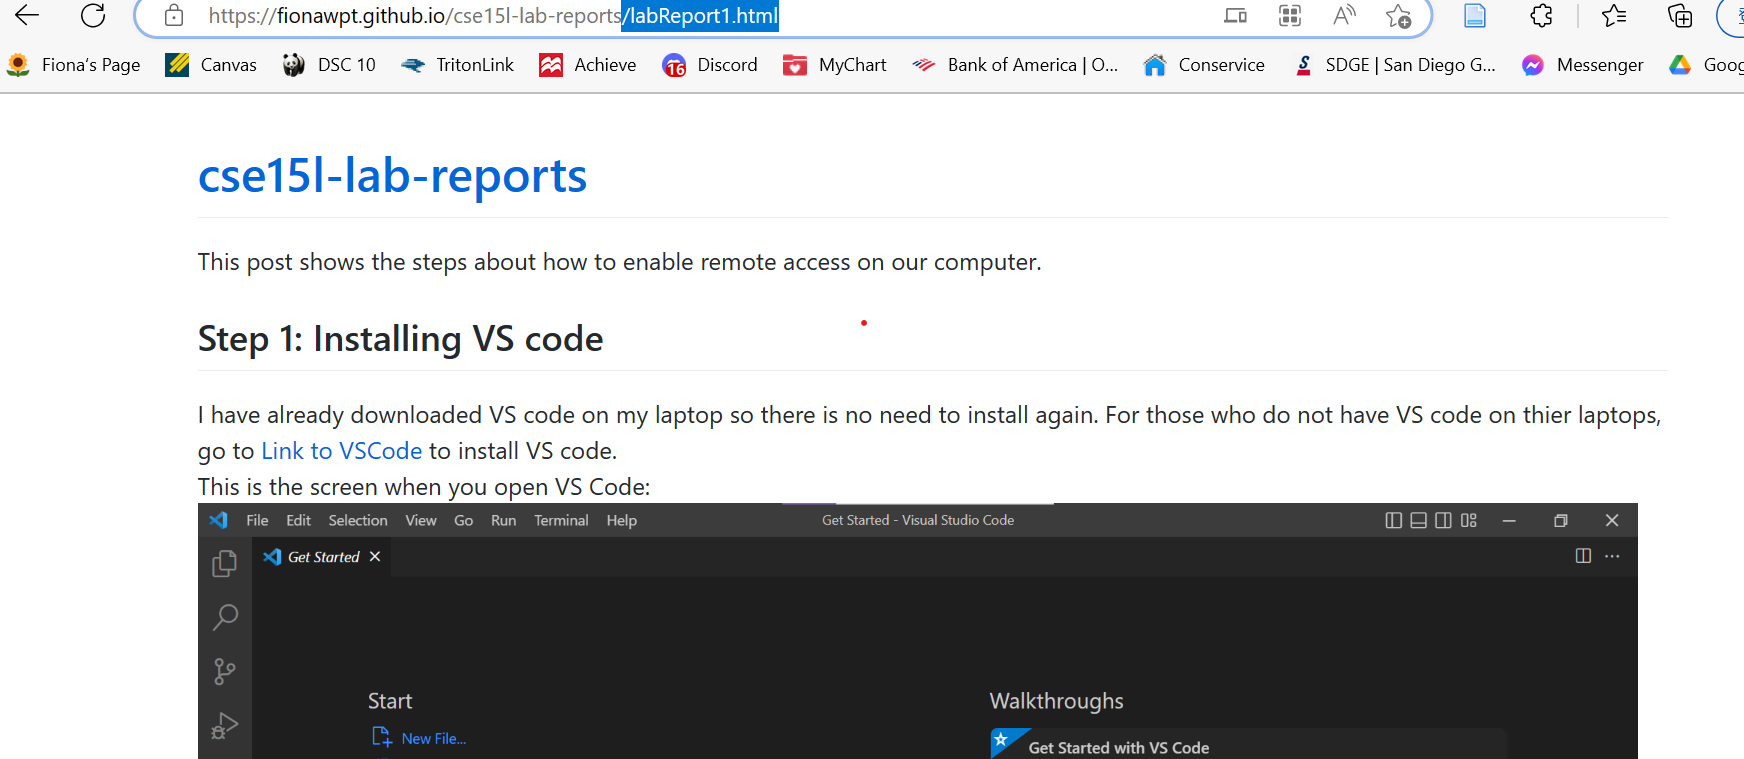 https://fionawpt.github.io/cse15l-lab-reports/labReport1.html
Fiona's Page Canvas DSC 10 TritonLink Achieve 16 Discord MyChart Bank of America | O... Conservice SDGE | San Diego G... Messenger Goog
cse15l-lab-reports
This post shows the steps about how to enable remote access on our computer.
Step 1: Installing VS code
I have already downloaded VS code on my laptop so there is no need to install again. For those who do not have VS code on thier laptops,
go to Link to VSCode to install VS code.
This is the screen when you open VS Code:
File Edit Selection View Go Run Terminal Help Get Started - Visual Studio Code
Get Started
Start Walkthroughs
New File... Get Started with VS Code